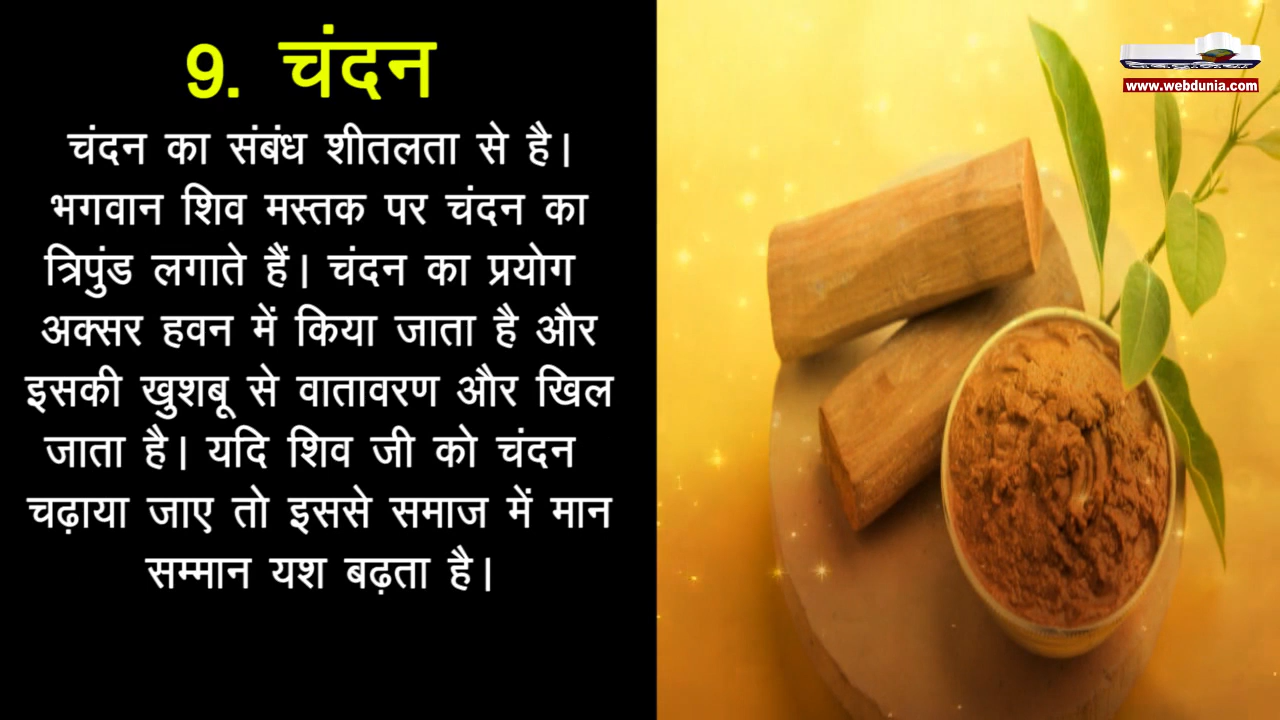 9. चंदन
चंदन का संबंध शीतलता से है।
भगवान शिव मस्तक पर चंदन का
त्रिपुंड लगाते हैं। चंदन का प्रयोग
अक्सर हवन में किया जाता है और
इसकी खुशबू से वातावरण और खिल
जाता है। यदि शिव जी को चंदन
चढ़ाया जाए तो इससे समाज में मान
सम्मान यश बढ़ता है।
www.webdunia.com